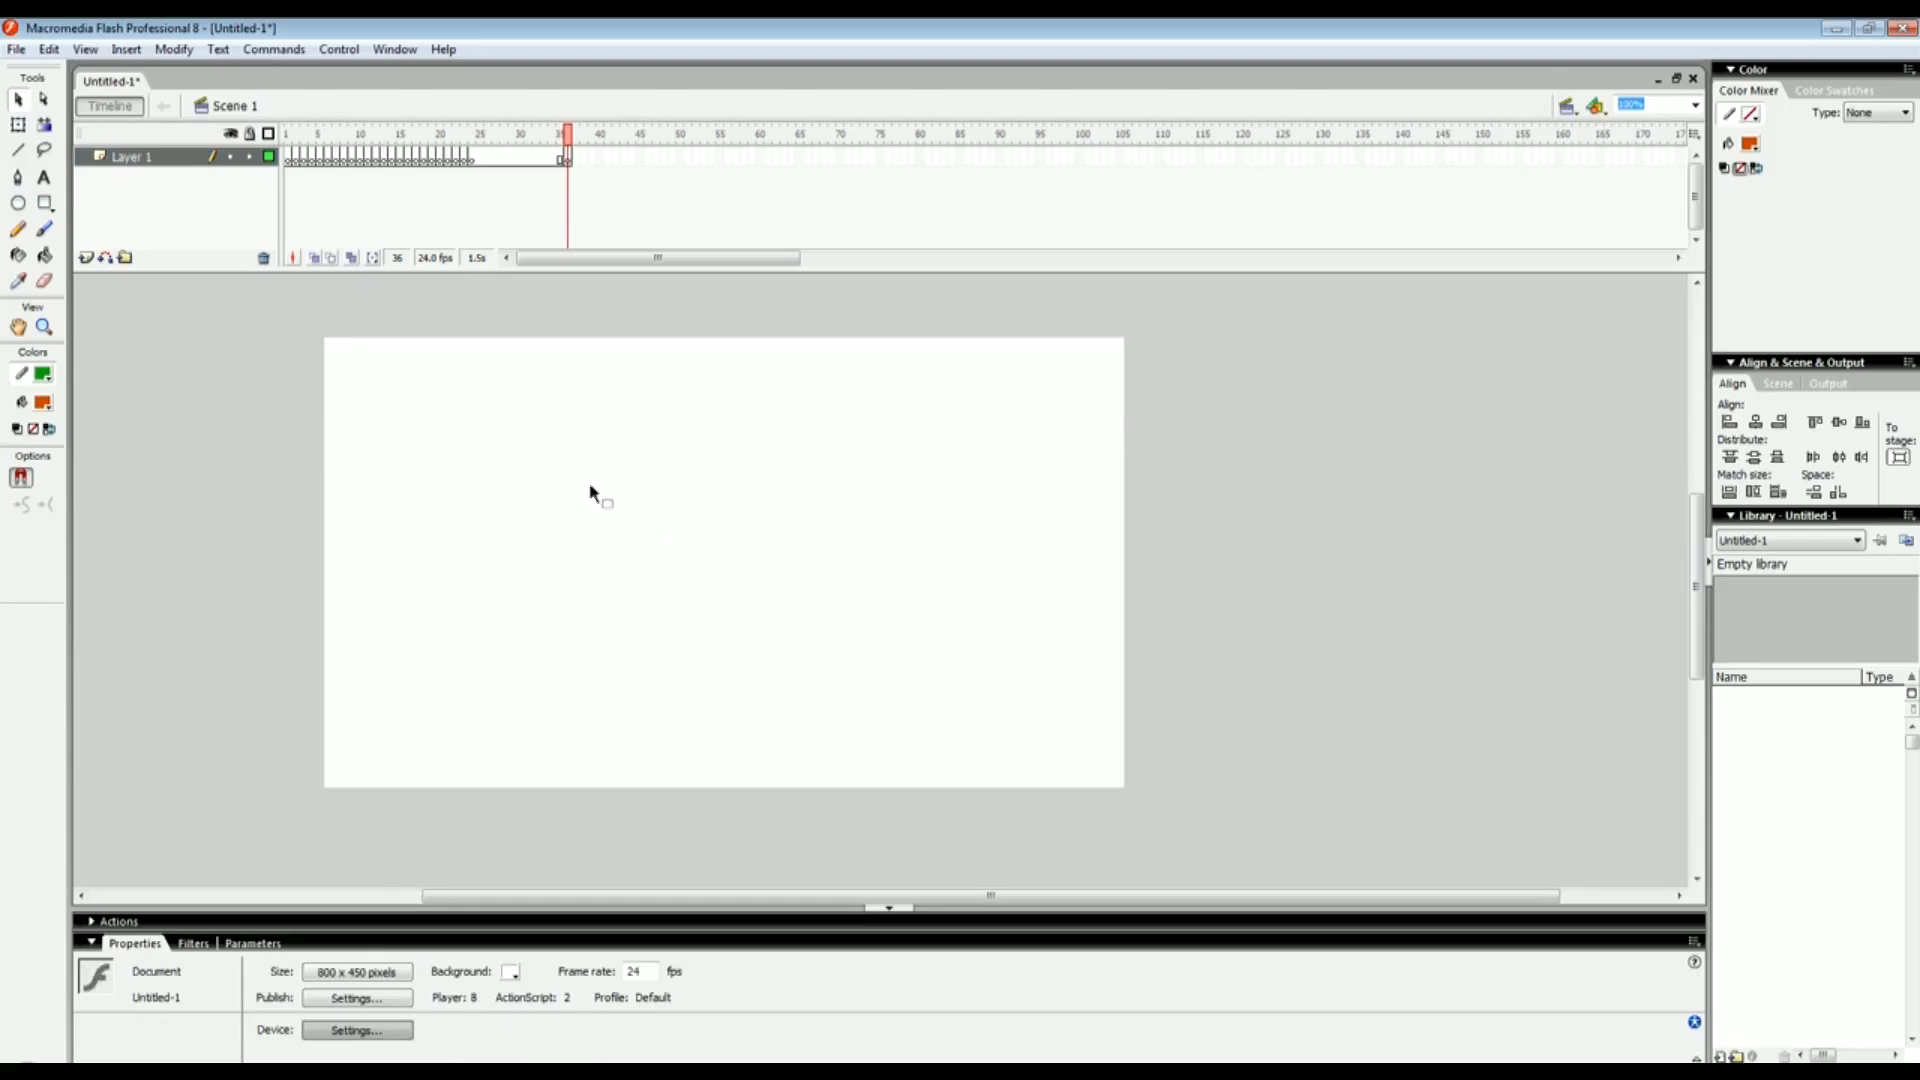 Macromedia Flash Professional 8 - [Untitled-1*]
File Edit View Insert Modify Text Commands Control Window Help
Tools
View
Colors
Options
Untitled-1*
Timeline
Scene 1
100%
1 5 10 15 20 25 30 35 40 45 50 55 60 65 70 75 80 85 90 95 100 105 110 115 120 125 130 135 140 145 150 155 160 165 170 17
Layer 1
36 24.0 fps 1.5s
Color
Color Mixer Color Swatches
Type: None
Align & Scene & Output
Align Scene Output
Align:
Distribute:
Match size: Space:
To
stage:
Library - Untitled-1
Untitled-1
Empty library
Name Type
Actions
Properties Filters Parameters
Document
Untitled-1
Size: 800 x 450 pixels Background: Frame rate: 24 fps
Publish: Settings... Player: 8 ActionScript: 2 Profile: Default
Device: Settings...